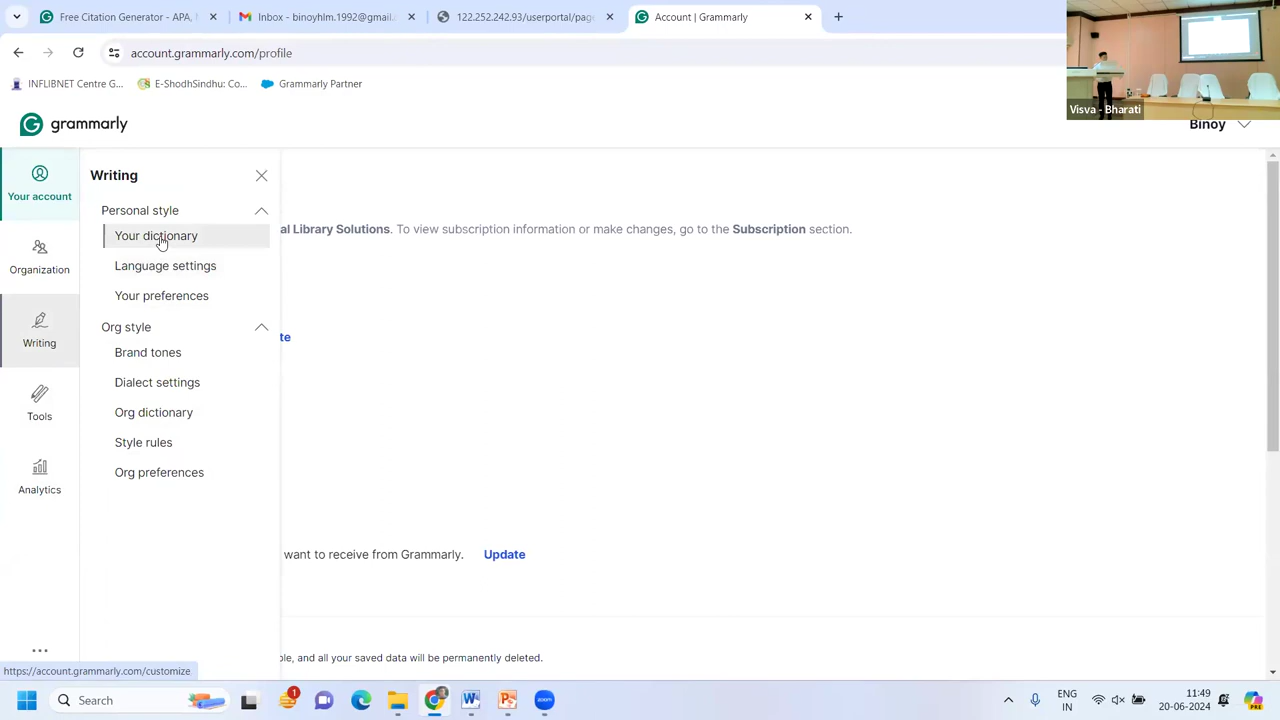 Free Citation Generator - APA,
Inbox - binoyhlm.1992@gmail.
122.252.242.93/userportal/page
Account | Grammarly
account.grammarly.com/profile
INFLIBNET Centre G...
E-ShodhSindhu: Co...
Grammarly Partner
Visva - Bharati
grammarly
Binoy
Your account
Organization
Writing
Tools
Analytics
Writing
Personal style
Your dictionary
Language settings
Your preferences
Org style
Brand tones
Dialect settings
Org dictionary
Style rules
Org preferences
al Library Solutions. To view subscription information or make changes, go to the Subscription section.
te
want to receive from Grammarly. Update
ole, and all your saved data will be permanently deleted.
https://account.grammarly.com/customize
Search
1
zoom
ENG
IN
11:49
20-06-2024
PRE